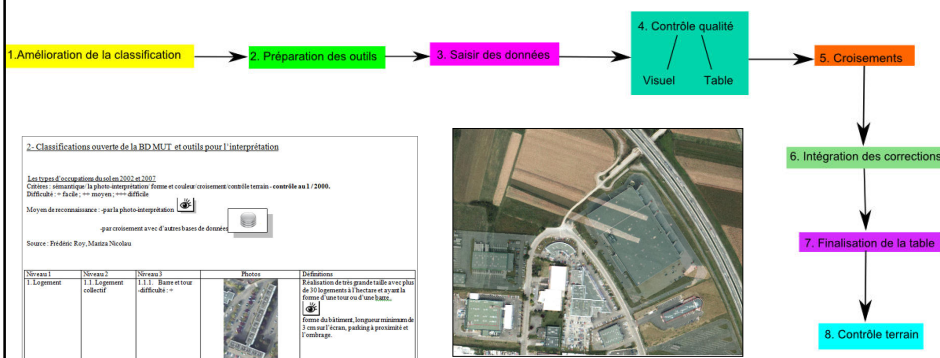 1.Amélioration de la classification
2. Préparation des outils
3. Saisir des données
4. Contrôle qualité
Visuel Table
5. Croisements
6. Intégration des corrections
7. Finalisation de la table
8. Contrôle terrain
2- Classifications ouverte de la BD MUT et outils pour l'interprétation
Les types d'occupations du sol en 2002 et 2007
Critères : sémantique/ la photo-interprétation/ forme et couleur/ croisement/contrôle terrain - contrôle au 1 / 2000.
Difficulté : + facile ; ++ moyen ; +++ difficile
Moyen de reconnaissance : -par la photo-interprétation
-par croisement avec d'autres bases de données
Source : Frédéric Roy, Mariza Nicolau
Niveau 1 Niveau 2 Niveau 3 Photos Définitions
1. Logement 1.1. Logement collectif 1.1.1. Barre et tour -difficulté : +
Réalisation de très grande taille avec plus
de 30 logements à l'hectare et ayant la
forme d'une tour ou d'une barre.
forme du bâtiment, longueur minimum de
3 cm sur l'écran, parking à proximité et
l'ombrage.